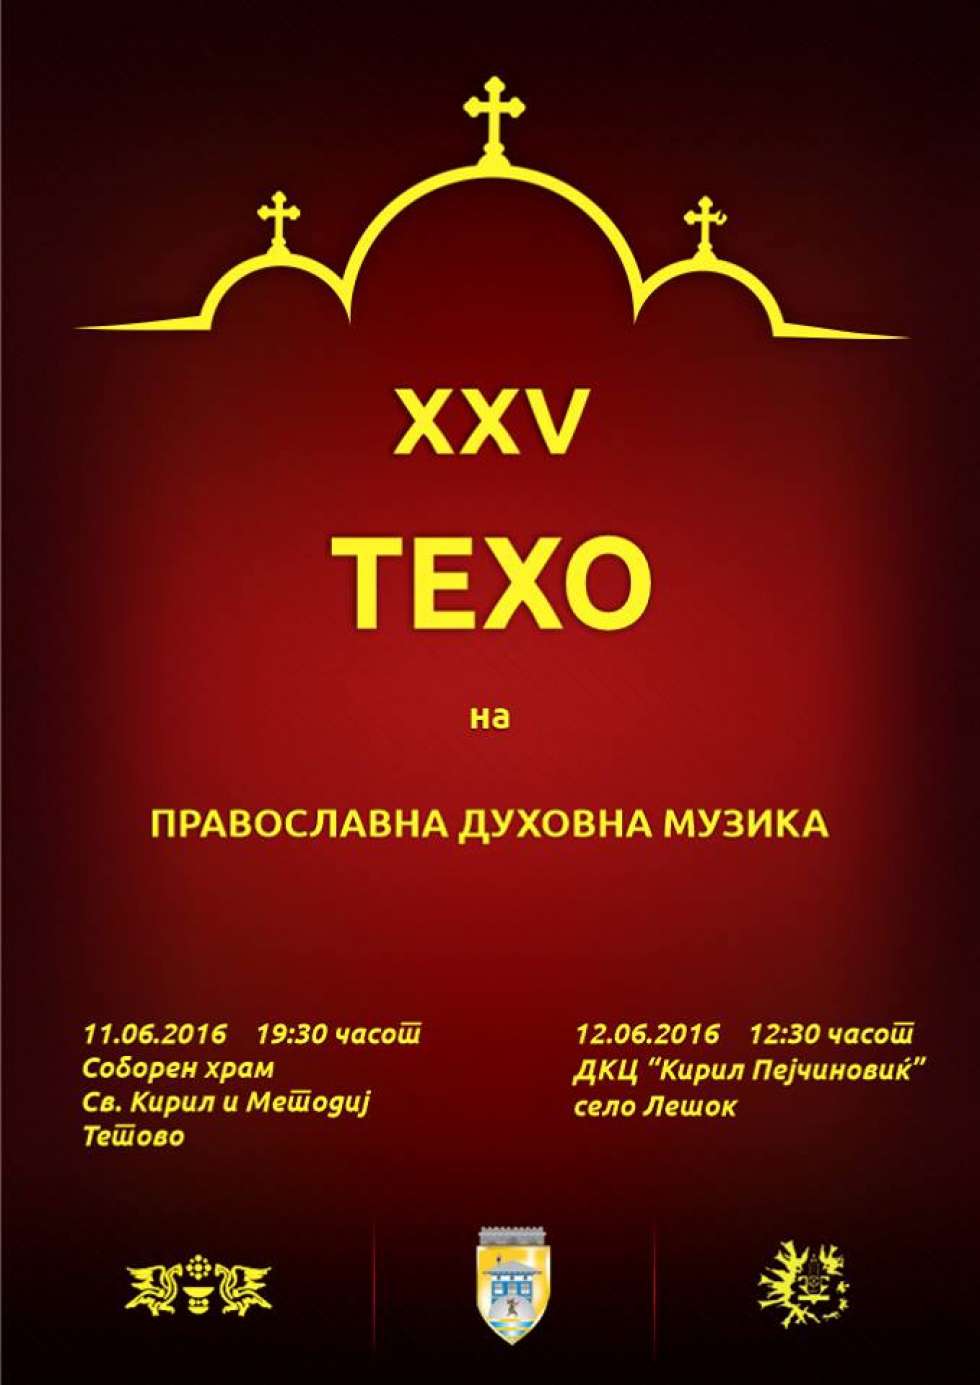 XXV
ТЕХО
на
ПРАВОСЛАВНА ДУХОВНА МУЗИКА
11.06.2016 19:30 часот
Соборен храм
Св. Кирил и Методиј
Тетово
12.06.2016 12:30 часот
ДКЦ “Кирил Пејчиновиќ”
село Лешок